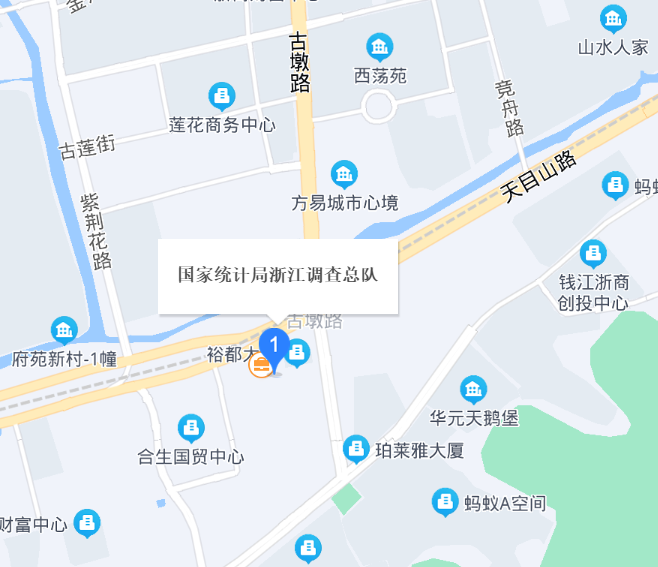 古墩路
山水人家
西荡苑
竞舟路
莲花商务中心
古莲街
天目山路
方易城市心境
紫荆花路
国家统计局浙江调查总队
钱江浙商
创投中心
古墩路
府苑新村-1幢
裕都大
1
华元天鹅堡
合生国贸中心
珀莱雅大厦
蚂蚁A空间
财富中心